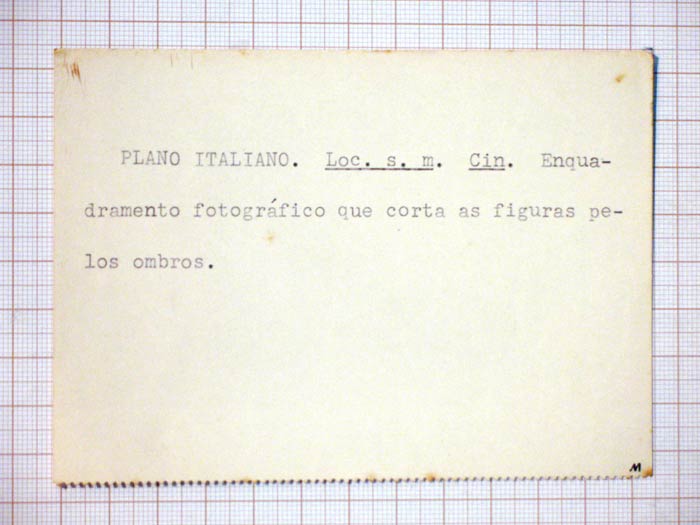 PLANO ITALIANO. Loc. s. m. Cin. Enqua-
dramento fotográfico que corta as figuras pe-
los ombros.
M